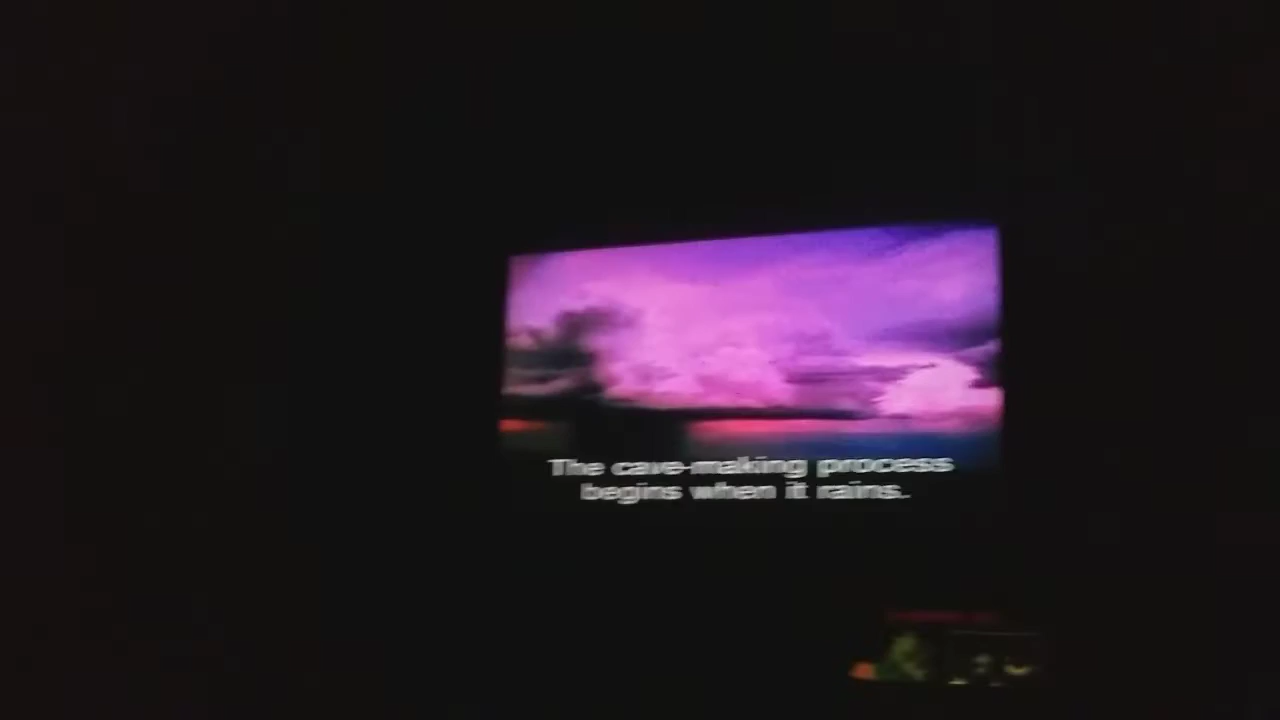 The cave-making process
begins when it rains.